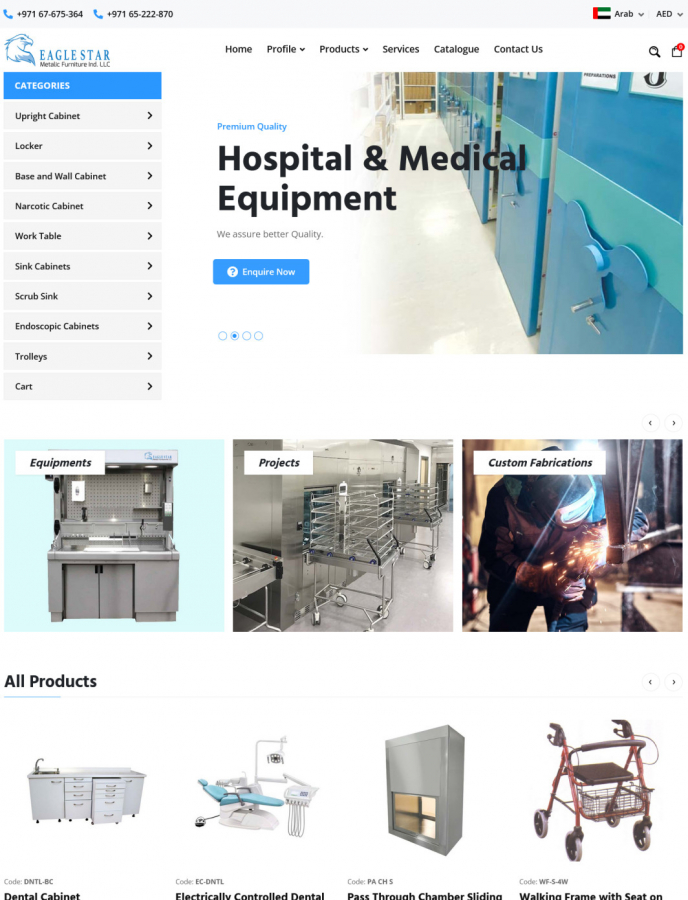 +971 67-675-364 +971 65-222-870
Arab AED
EAGLE STAR
Metalic Furniture Ind. LLC
Home Profile Products Services Catalogue Contact Us
0
CATEGORIES
Upright Cabinet
Locker
Base and Wall Cabinet
Narcotic Cabinet
Work Table
Sink Cabinets
Scrub Sink
Endoscopic Cabinets
Trolleys
Cart
PREPARATIONS
Premium Quality
Hospital & Medical
Equipment
We assure better Quality.
Enquire Now
Equipments
Projects
Custom Fabrications
All Products
Code: DNTL-BC
Dental Cabinet
Code: EC-DNTL
Electrically Controlled Dental
Code: PA CH S
Pass Through Chamber Sliding
Code: WF-S-4W
Walking Frame with Seat on